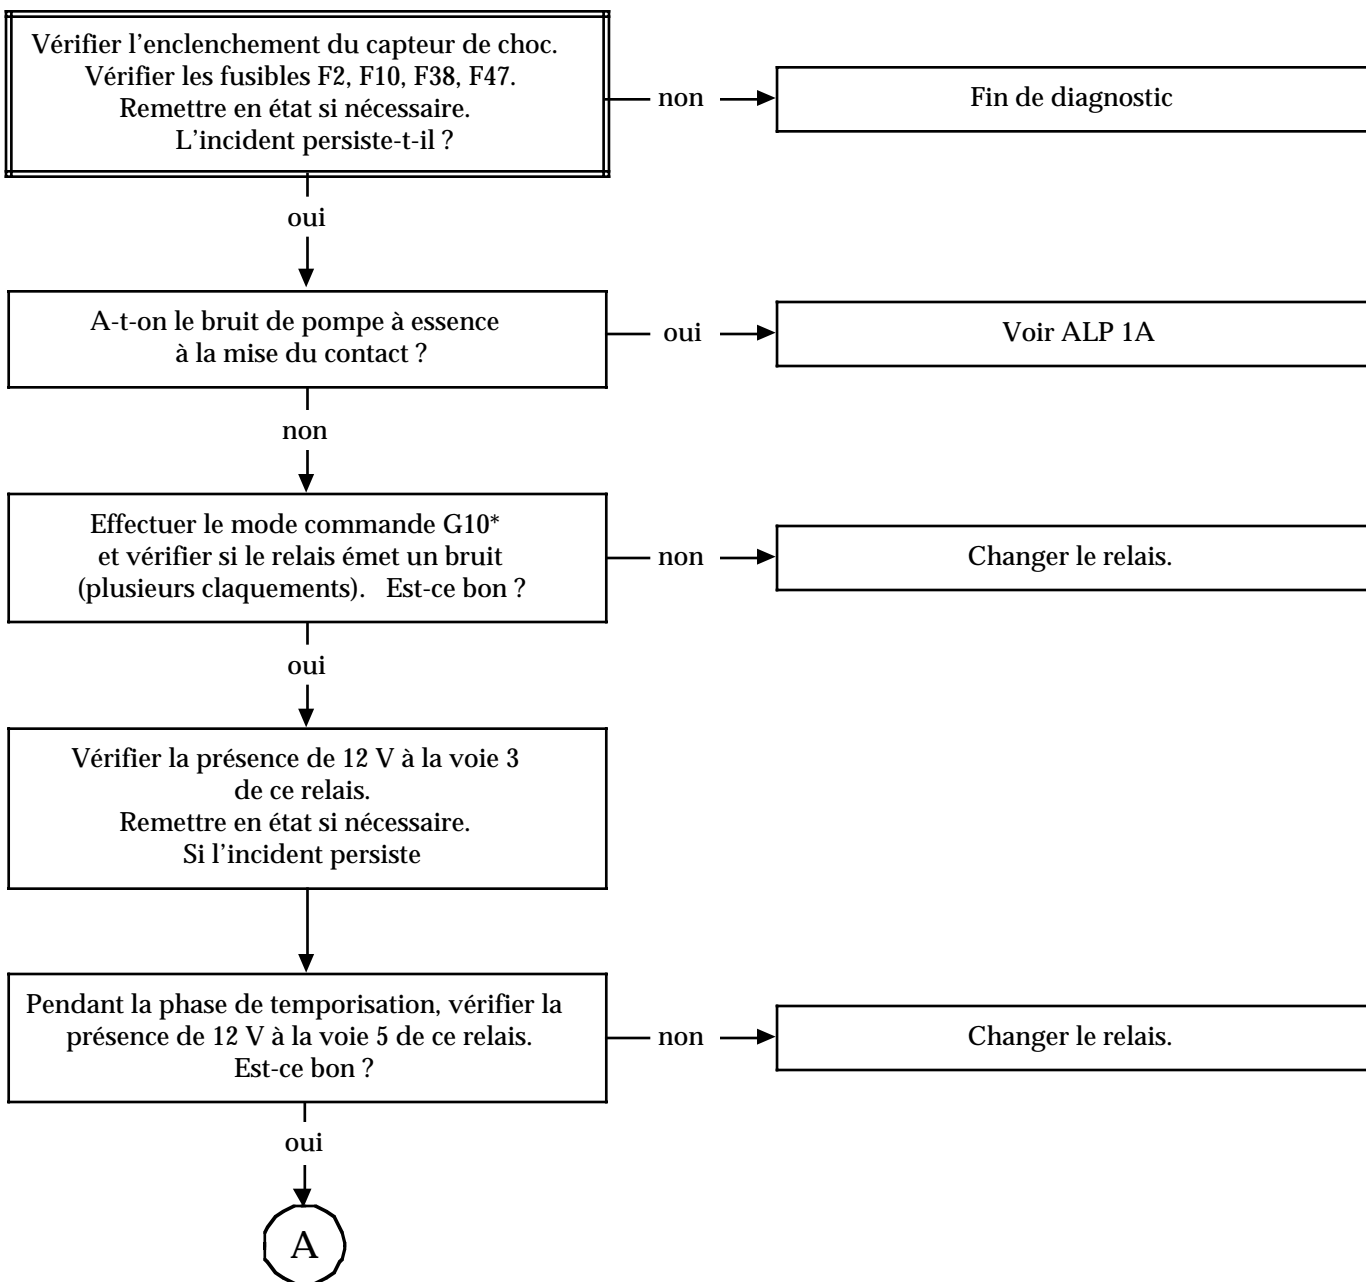 Vérifier l'enclenchement du capteur de choc.
Vérifier les fusibles F2, F10, F38, F47.
Remettre en état si nécessaire.
L'incident persiste-t-il ?
non
Fin de diagnostic
oui
A-t-on le bruit de pompe à essence
à la mise du contact ?
oui
Voir ALP 1A
non
Effectuer le mode commande G10*
et vérifier si le relais émet un bruit
(plusieurs claquements). Est-ce bon ?
non
Changer le relais.
oui
Vérifier la présence de 12 V à la voie 3
de ce relais.
Remettre en état si nécessaire.
Si l'incident persiste
Pendant la phase de temporisation, vérifier la
présence de 12 V à la voie 5 de ce relais.
Est-ce bon ?
non
Changer le relais.
oui
A